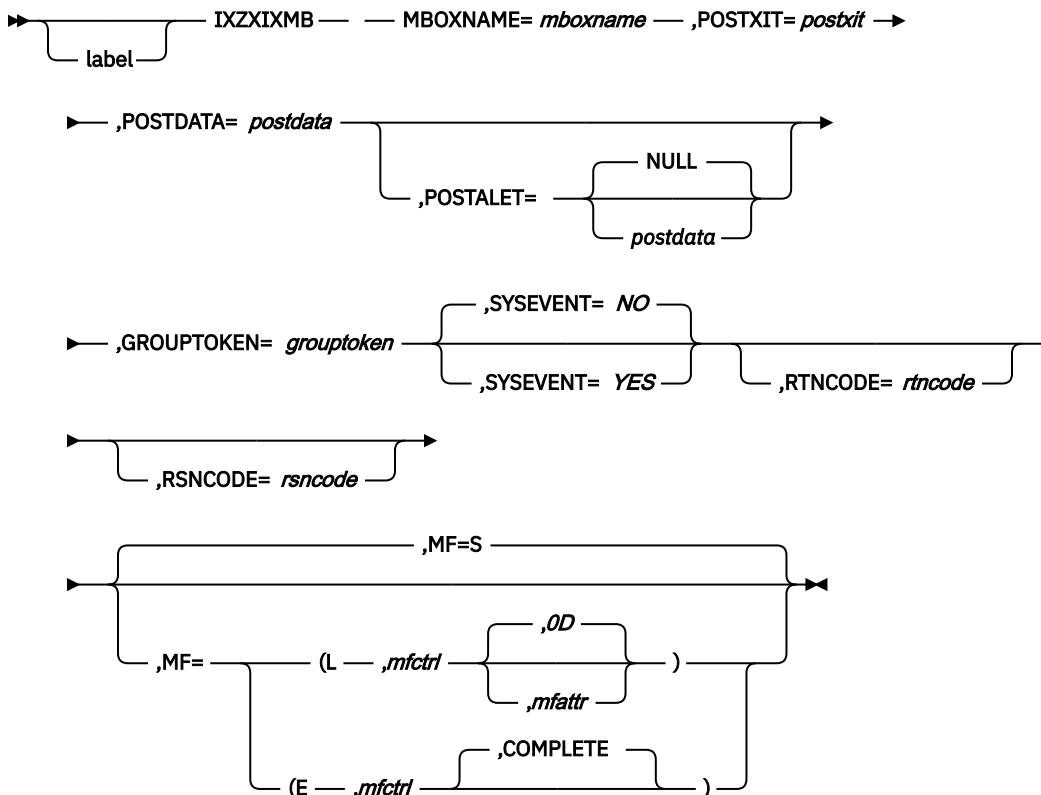 IXZXIXMB MBOXNAME= mboxname ,POSTXIT= postxit
label
,POSTDATA= postdata
NULL
,POSTALET=
postdata
,SYSEVENT= NO
,GROUPTOKEN= grouptoken
,SYSEVENT= YES ,RTNCODE= rtncode
,RSNCODE= rsncode
,MF=S
,0D
,MF= (L ,mfctrl )
,mfattr
,COMPLETE
(E ,mfctrl )